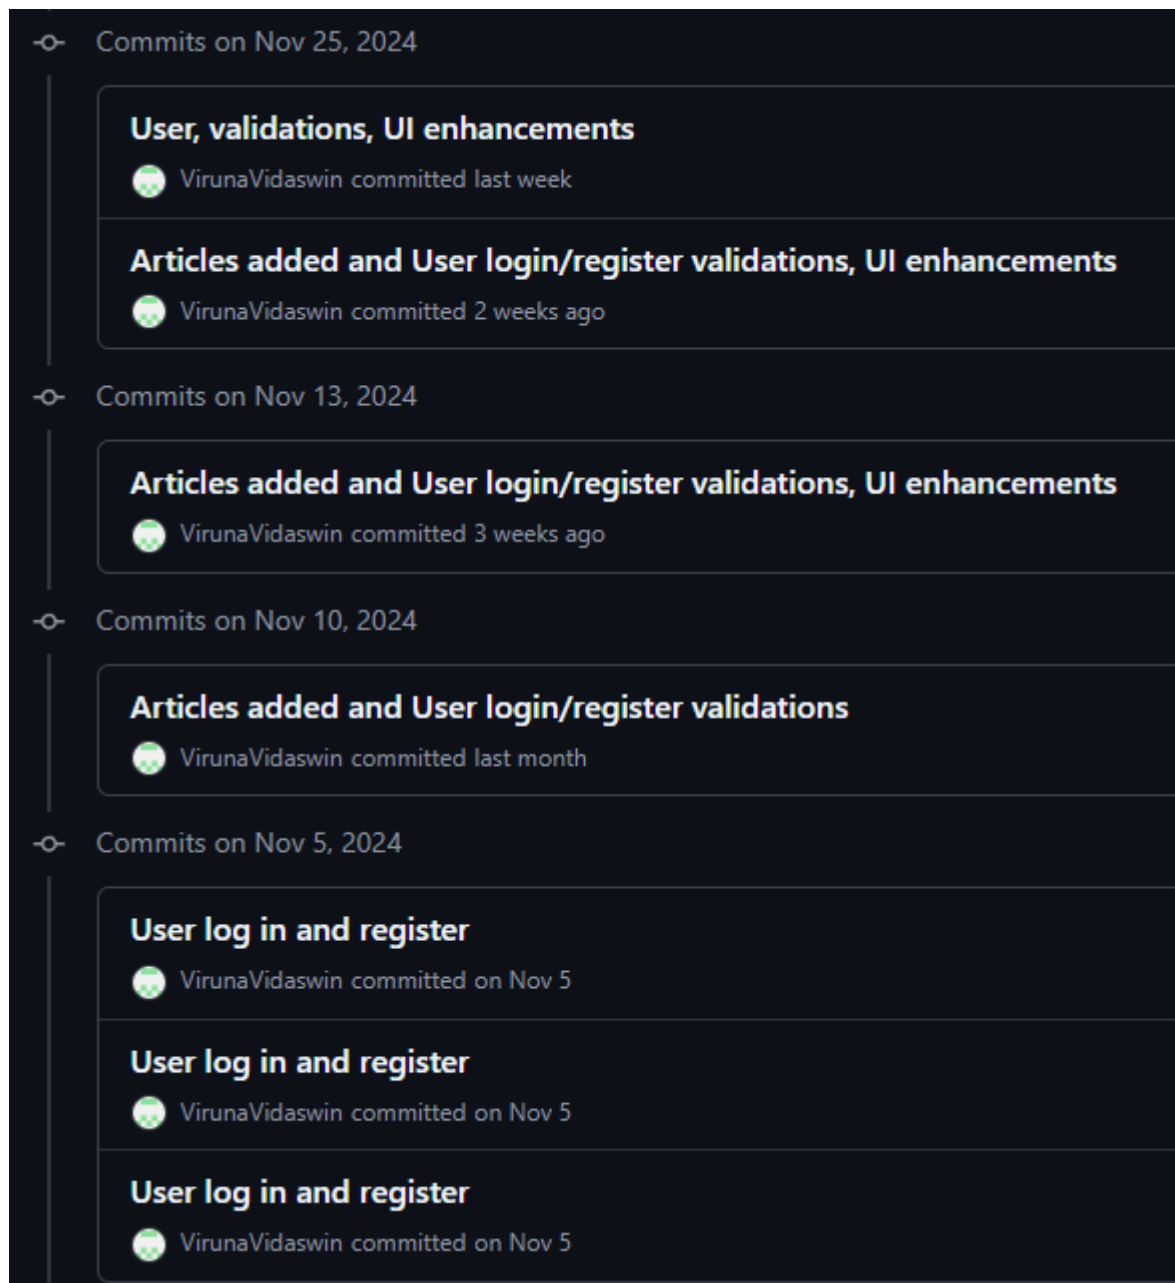 Commits on Nov 25, 2024
User, validations, UI enhancements
VirunaVidaswin committed last week
Articles added and User login/register validations, UI enhancements
VirunaVidaswin committed 2 weeks ago
Commits on Nov 13, 2024
Articles added and User login/register validations, UI enhancements
VirunaVidaswin committed 3 weeks ago
Commits on Nov 10, 2024
Articles added and User login/register validations
VirunaVidaswin committed last month
Commits on Nov 5, 2024
User log in and register
VirunaVidaswin committed on Nov 5
User log in and register
VirunaVidaswin committed on Nov 5
User log in and register
VirunaVidaswin committed on Nov 5